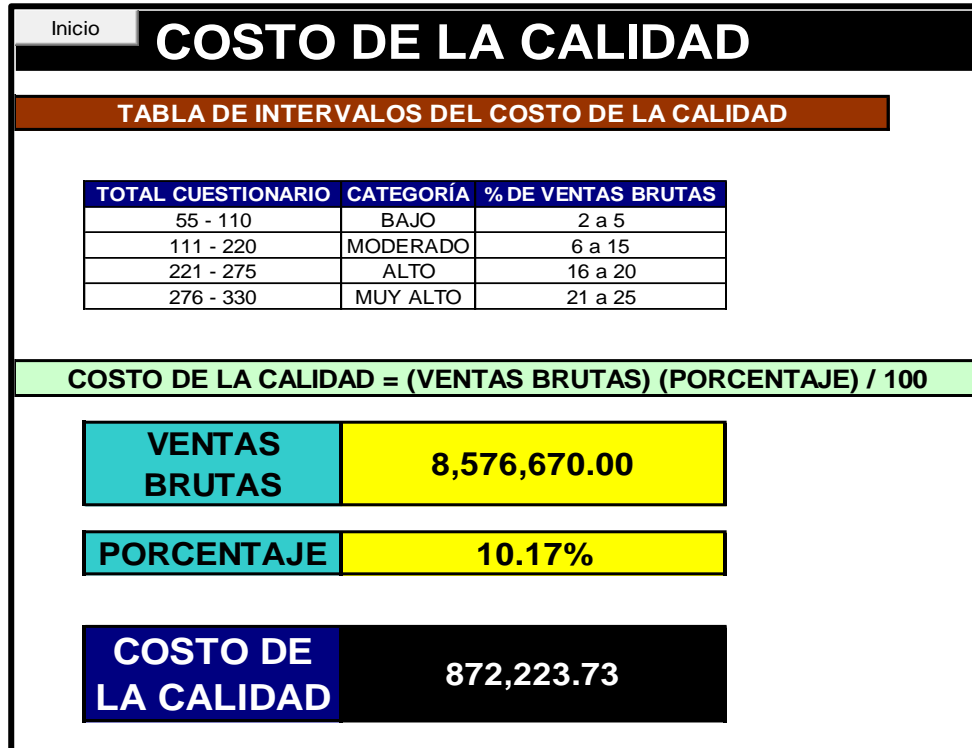 Inicio
COSTO DE LA CALIDAD
TABLA DE INTERVALOS DEL COSTO DE LA CALIDAD
TOTAL CUESTIONARIO CATEGORÍA % DE VENTAS BRUTAS
55 - 110 BAJO 2 a 5
111 - 220 MODERADO 6 a 15
221 - 275 ALTO 16 a 20
276 - 330 MUY ALTO 21 a 25
COSTO DE LA CALIDAD = (VENTAS BRUTAS) (PORCENTAJE) / 100
VENTAS
BRUTAS
8,576,670.00
PORCENTAJE 10.17%
COSTO DE
LA CALIDAD
872,223.73